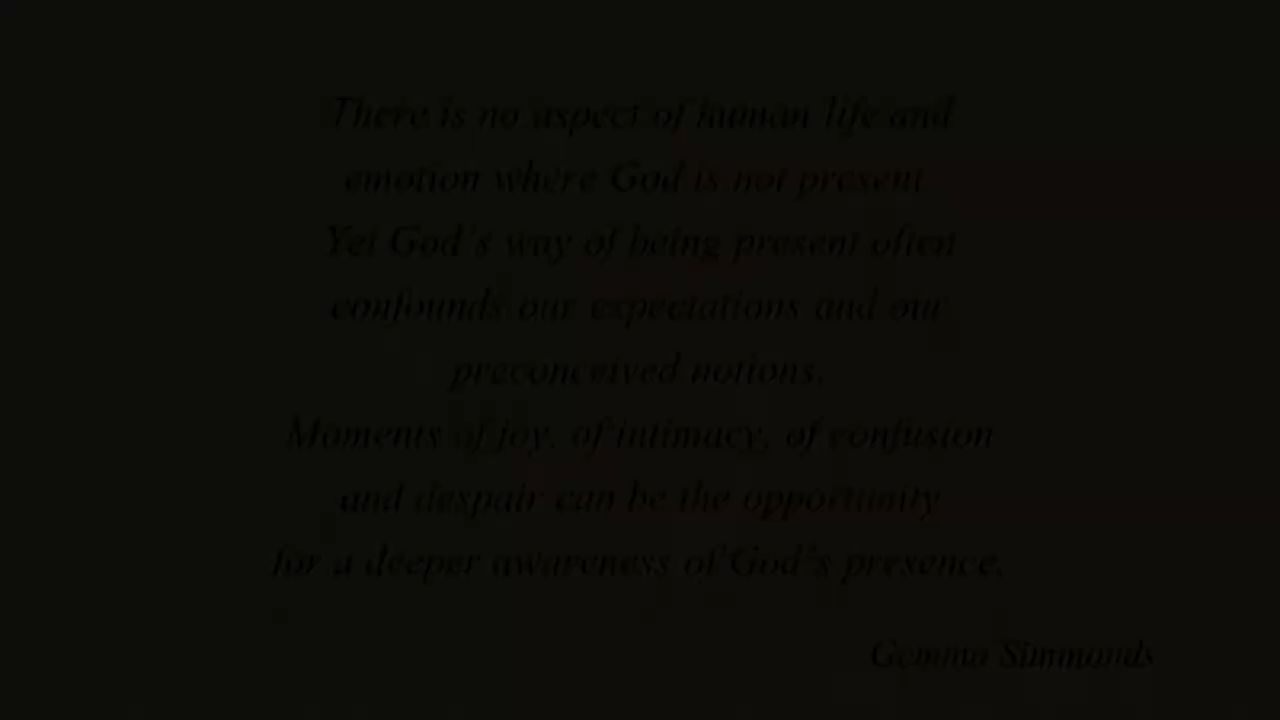 There is no aspect of human life and
emotion where God is not present
Yet God's way of being present often
confounds our expectations and our
preconceived notions.
Moments of joy, of intimacy, of confusion
and despair can be the opportunity
for a deeper awareness of God's presence.
Gemma Simmonds